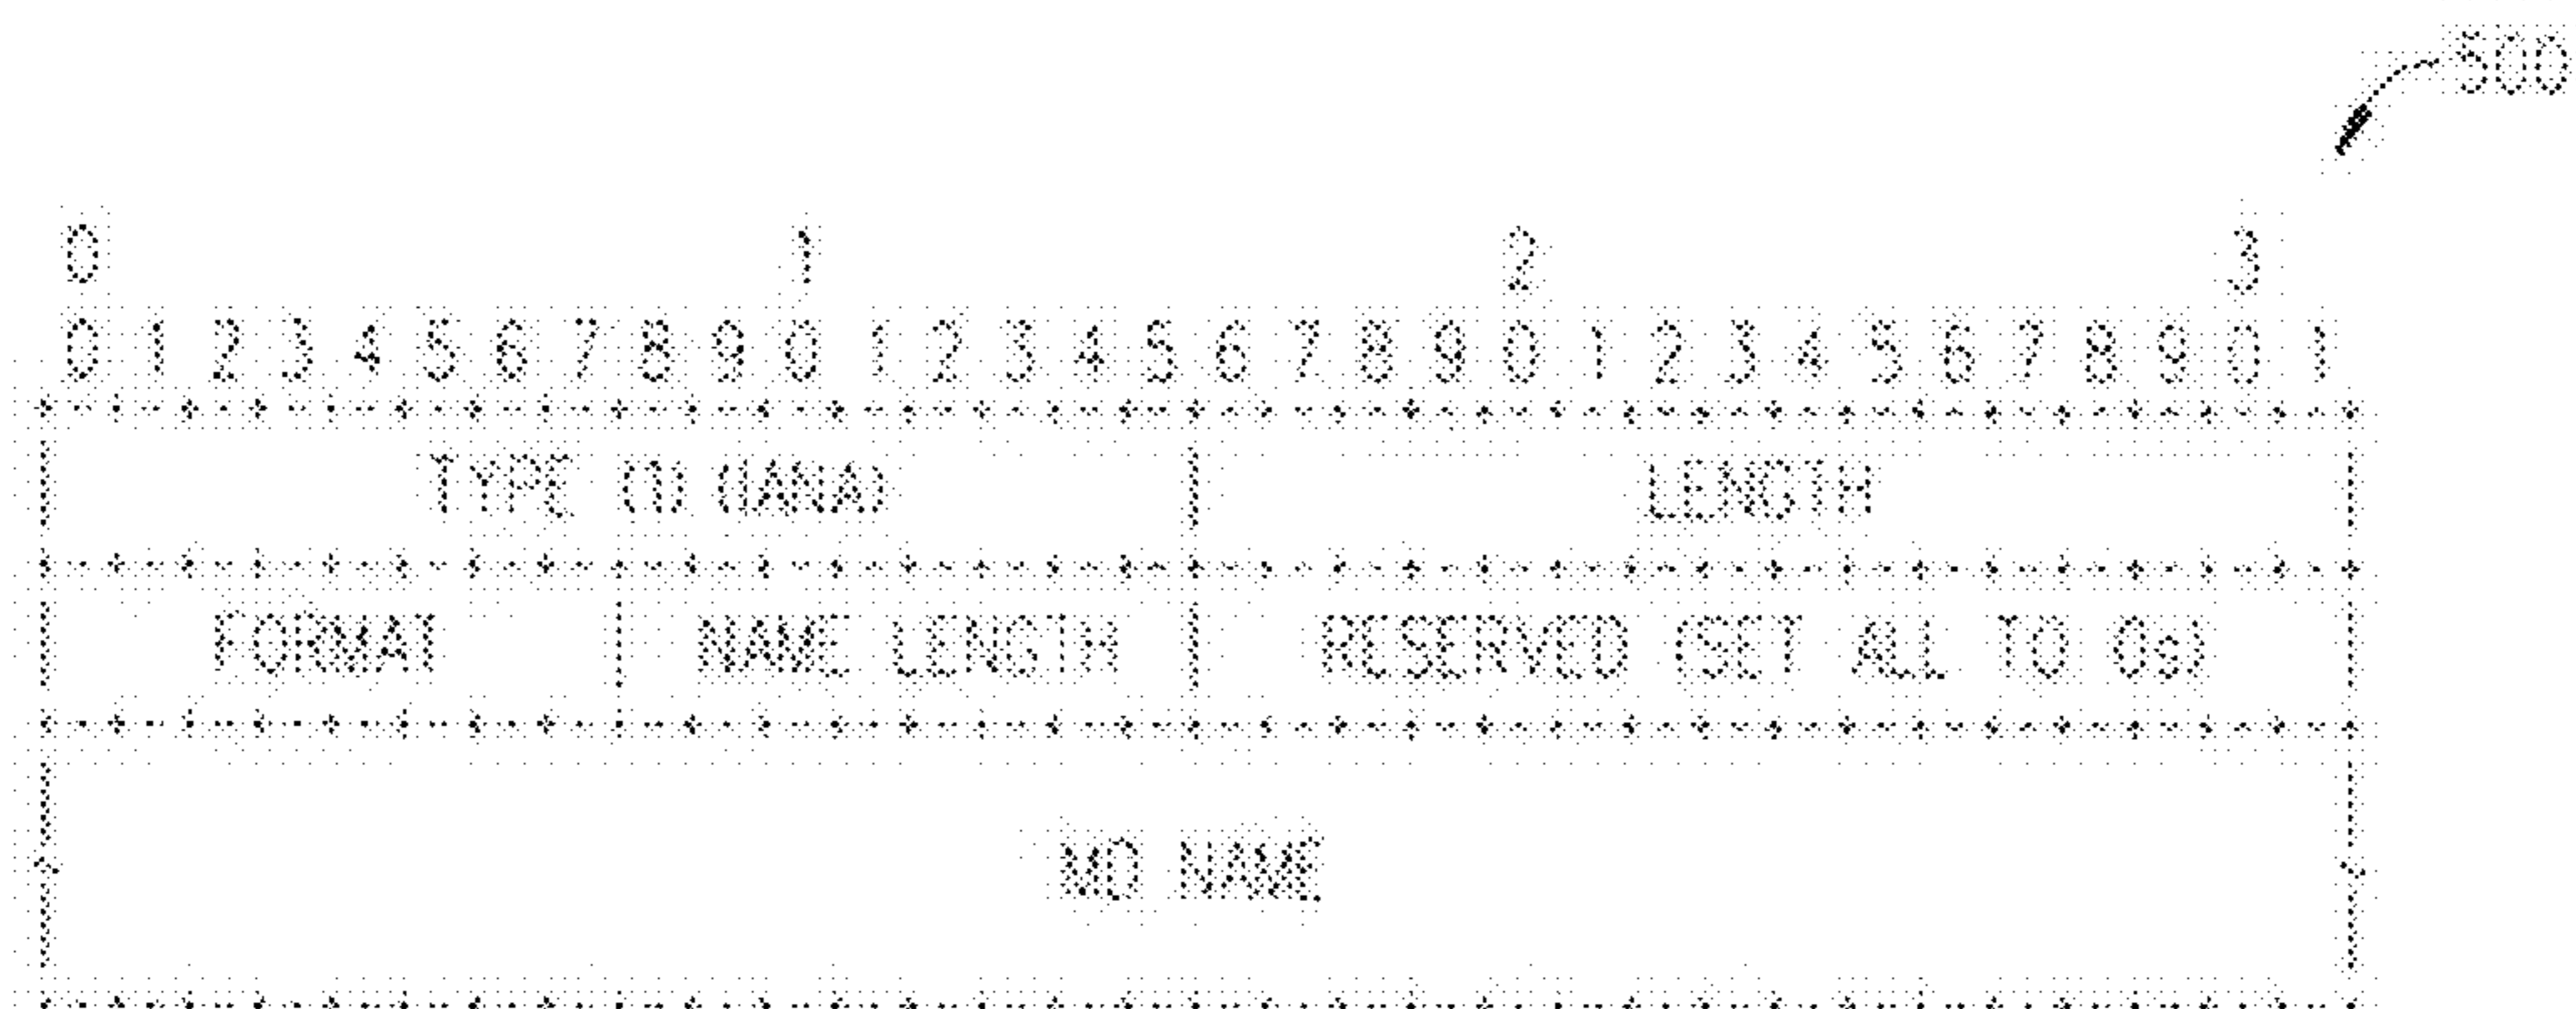 500
0 1 2 3
0 1 2 3 4 5 6 7 8 9 0 1 2 3 4 5 6 7 8 9 0 1 2 3 4 5 6 7 8 9 0 1
TYPE (1) (IANA) LENGTH
FORMAT NAME LENGTH RESERVED (SET ALL TO 0s)
MD NAME